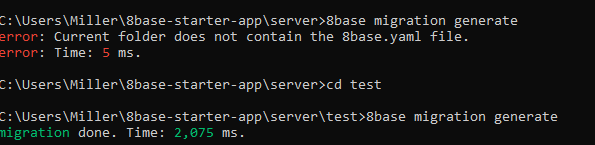 C:\Users\Miller\8base-starter-app\server>8base migration generate
error: Current folder does not contain the 8base.yaml file.
error: Time: 5 ms.
C:\Users\Miller\8base-starter-app\server>cd test
C:\Users\Miller\8base-starter-app\server\test>8base migration generate
migration done. Time: 2,075 ms.